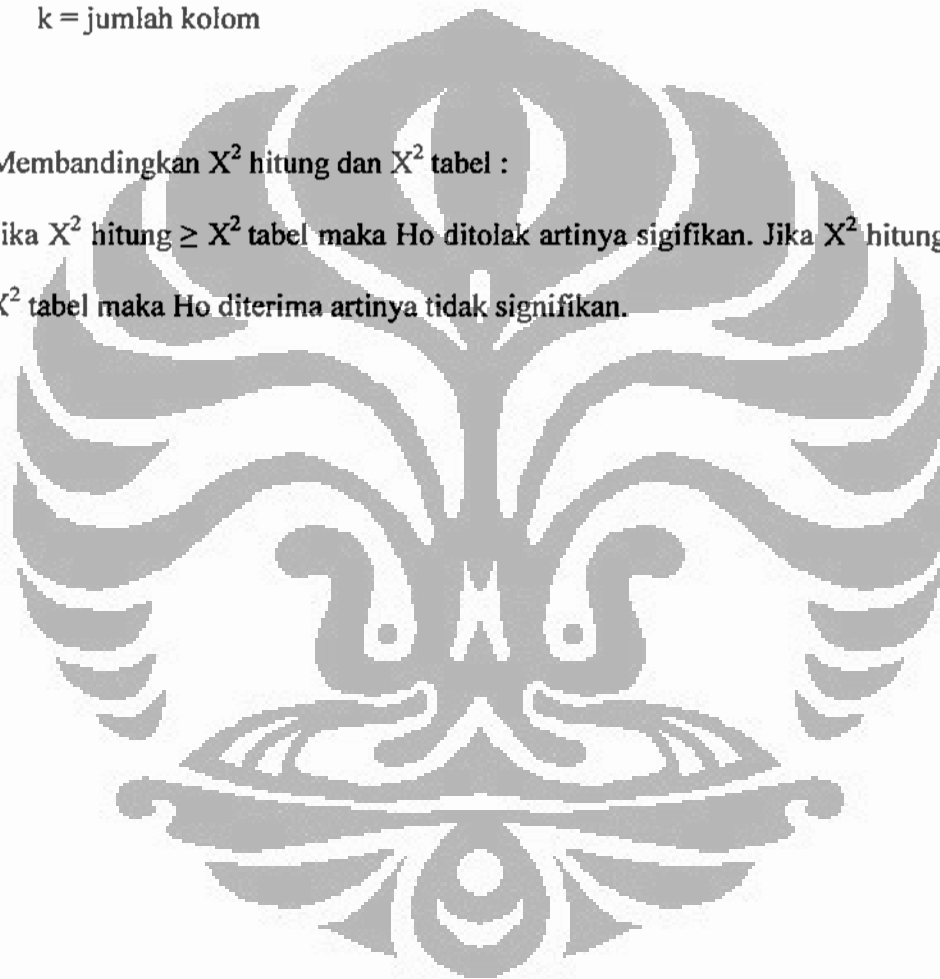 k = jumlah kolom
Membandingkan X² hitung dan X² tabel :
ika X² hitung ≥ X² tabel maka Ho ditolak artinya sigifikan. Jika X² hitung
X² tabel maka Ho diterima artinya tidak signifikan.